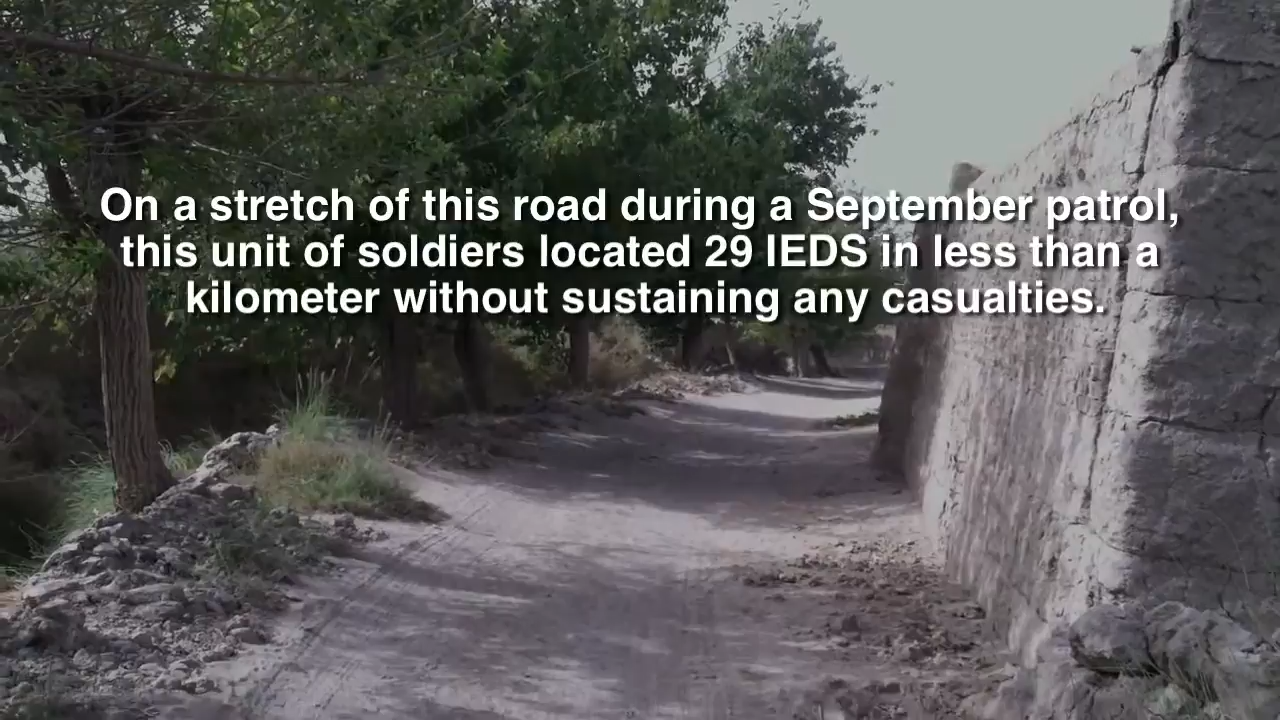 On a stretch of this road during a September patrol,
this unit of soldiers located 29 IEDS in less than a
kilometer without sustaining any casualties.